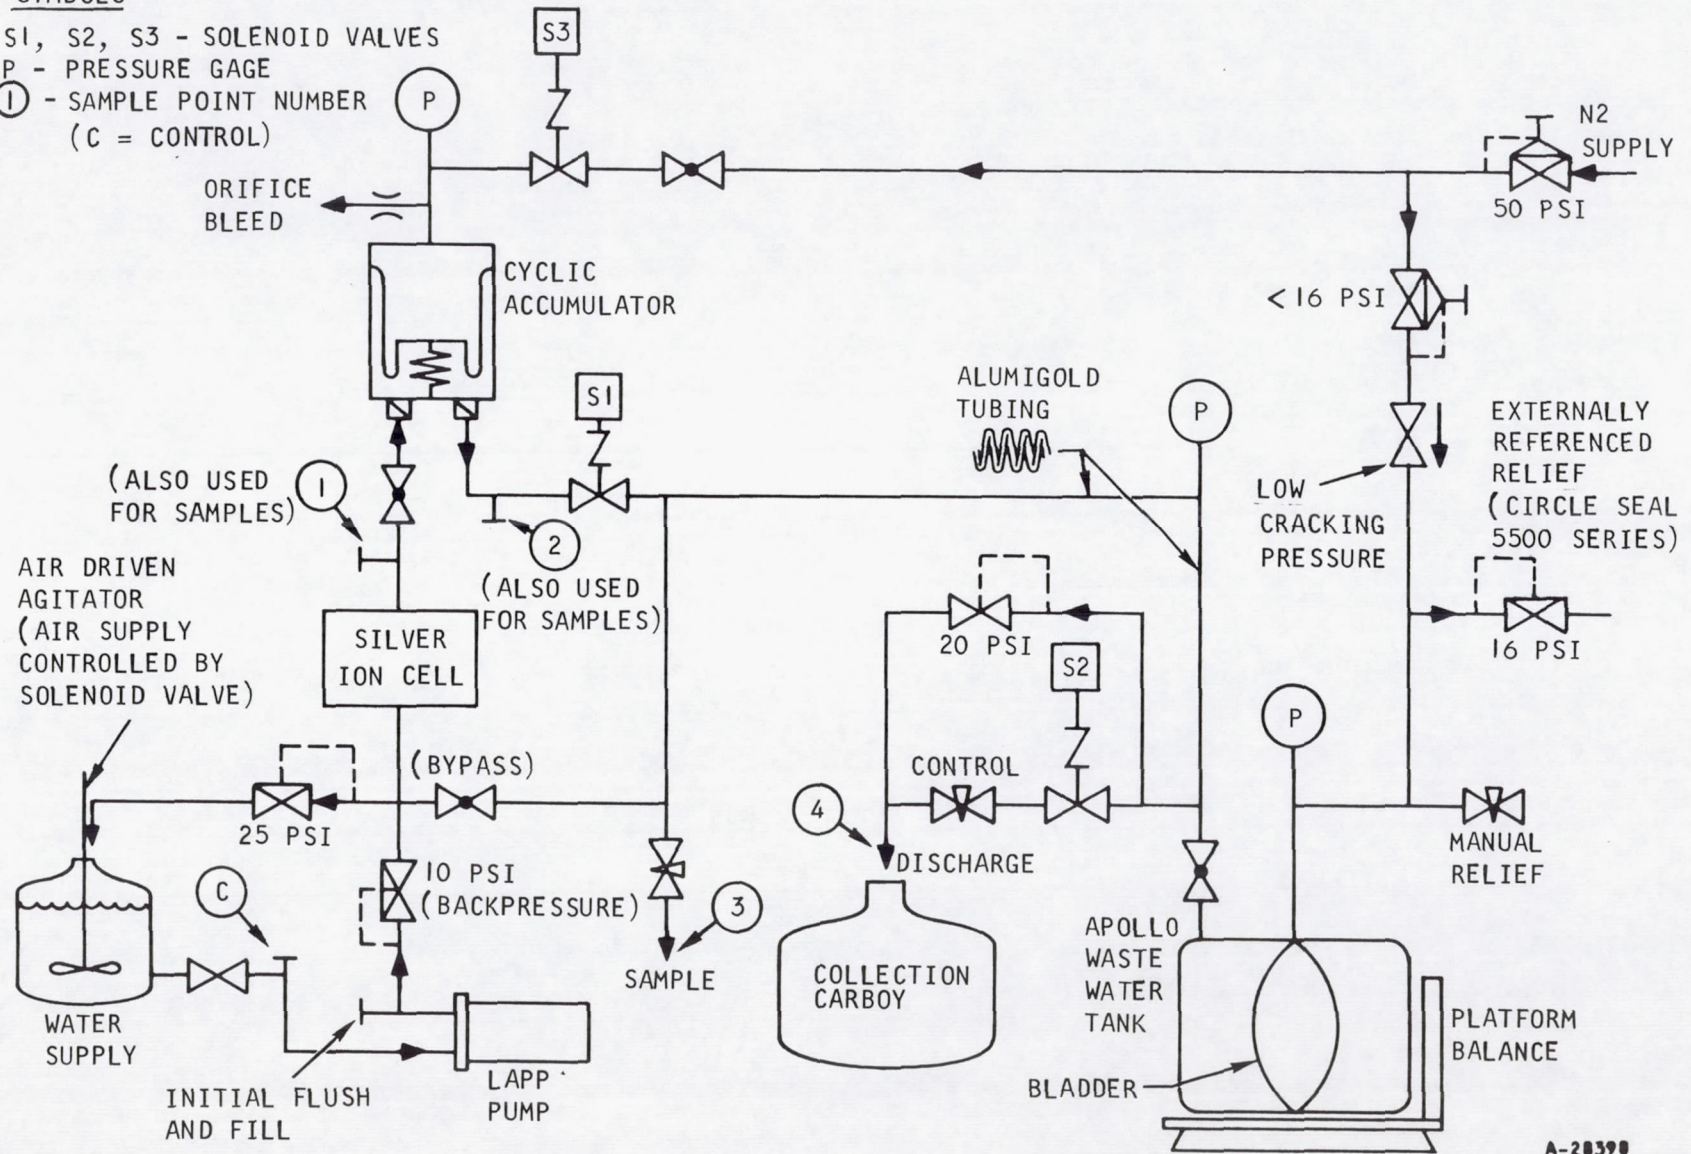 S1, S2, S3 - SOLENOID VALVES
P - PRESSURE GAGE
1 - SAMPLE POINT NUMBER
(C = CONTROL)
P
S3
N2
SUPPLY
50 PSI
ORIFICE
BLEED
CYCLIC
ACCUMULATOR
< 16 PSI
S1
ALUMIGOLD
TUBING
P
EXTERNALLY
REFERENCED
RELIEF
(CIRCLE SEAL
5500 SERIES)
(ALSO USED
FOR SAMPLES)
1
2
(ALSO USED
FOR SAMPLES)
LOW
CRACKING
PRESSURE
AIR DRIVEN
AGITATOR
(AIR SUPPLY
CONTROLLED BY
SOLENOID VALVE)
SILVER
ION CELL
20 PSI
S2
16 PSI
P
(BYPASS)
25 PSI
CONTROL
4
DISCHARGE
MANUAL
RELIEF
10 PSI
(BACKPRESSURE)
C
3
SAMPLE
COLLECTION
CARBOY
APOLLO
WASTE
WATER
TANK
WATER
SUPPLY
PLATFORM
BALANCE
BLADDER
LAPP
PUMP
INITIAL FLUSH
AND FILL
A-28398